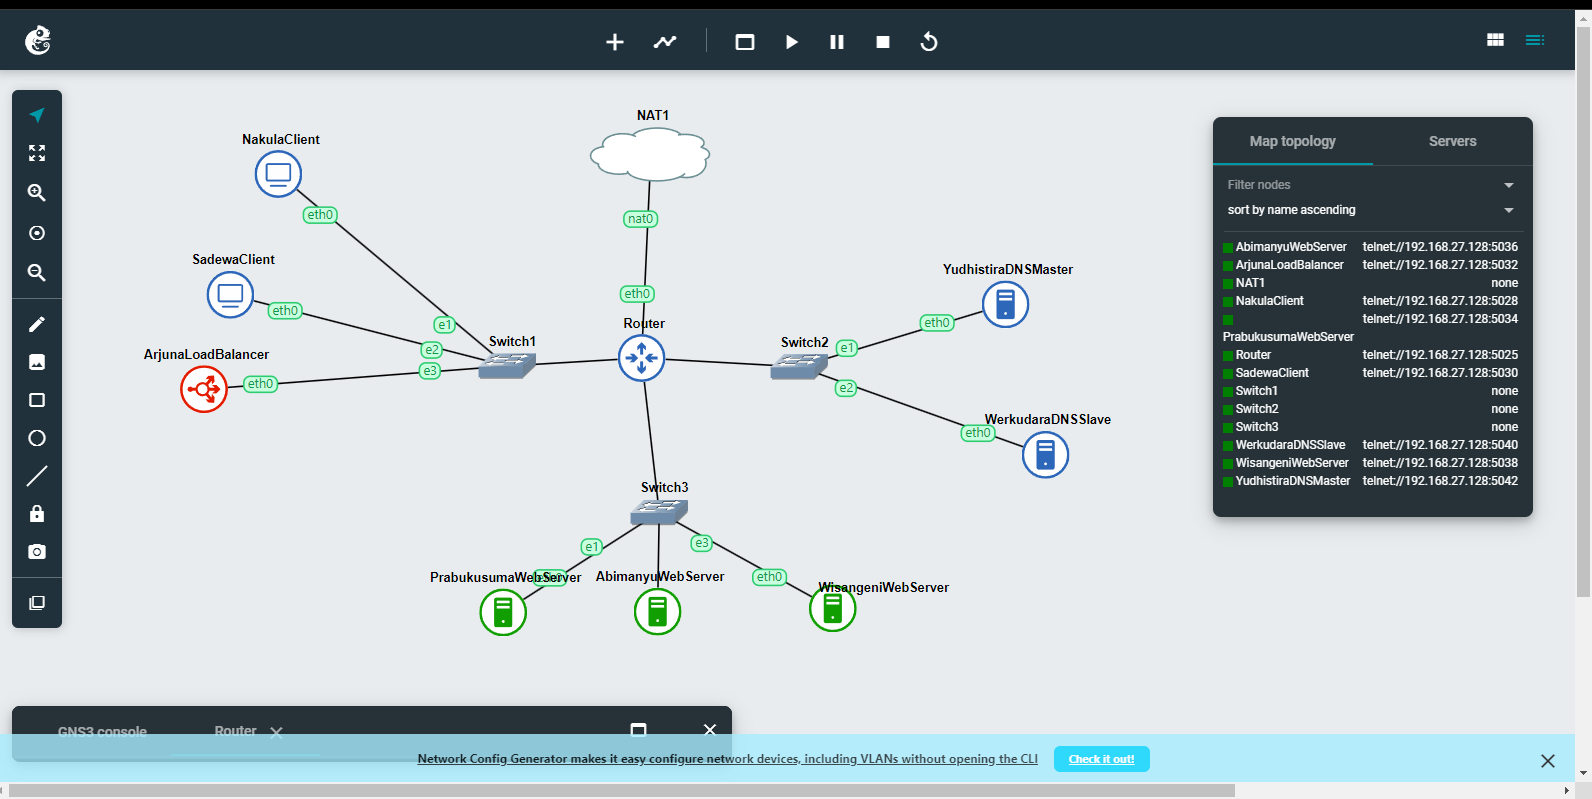 NAT1
NakulaClient
eth0
nat0
SadewaClient
eth0
YudhistiraDNSMaster
eth0
eth0
e1
Router
e1
e2
e3
Switch1
ArjunaLoadBalancer
eth0
Switch2
e1
e2
WerkudaraDNSSlave
eth0
Switch3
e1
e3
PrabukusumaWebServer
AbimanyuWebServer
eth0
WisangeniWebServer
Map topology
Servers
Filter nodes
sort by name ascending
AbimanyuWebServer telnet://192.168.27.128:5036
ArjunaLoadBalancer telnet://192.168.27.128:5032
NAT1 none
NakulaClient telnet://192.168.27.128:5028
telnet://192.168.27.128:5034
PrabukusumaWebServer
Router telnet://192.168.27.128:5025
SadewaClient telnet://192.168.27.128:5030
Switch1 none
Switch2 none
Switch3 none
WerkudaraDNSSlave telnet://192.168.27.128:5040
WisangeniWebServer telnet://192.168.27.128:5038
YudhistiraDNSMaster telnet://192.168.27.128:5042
GNS3 console
Router
Network Config Generator makes it easy configure network devices, including VLANs without opening the CLI
Check it out!